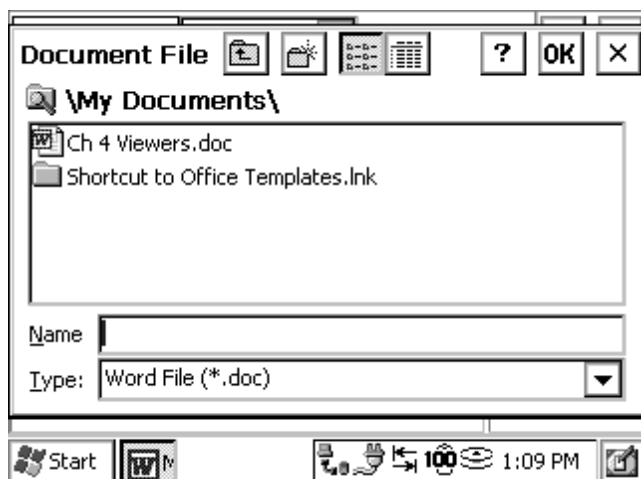 Document File ? OK ×
\My Documents\
Ch 4 Viewers.doc
Shortcut to Office Templates.lnk
Name
Type: Word File (*.doc)
Start W 100 1:09 PM